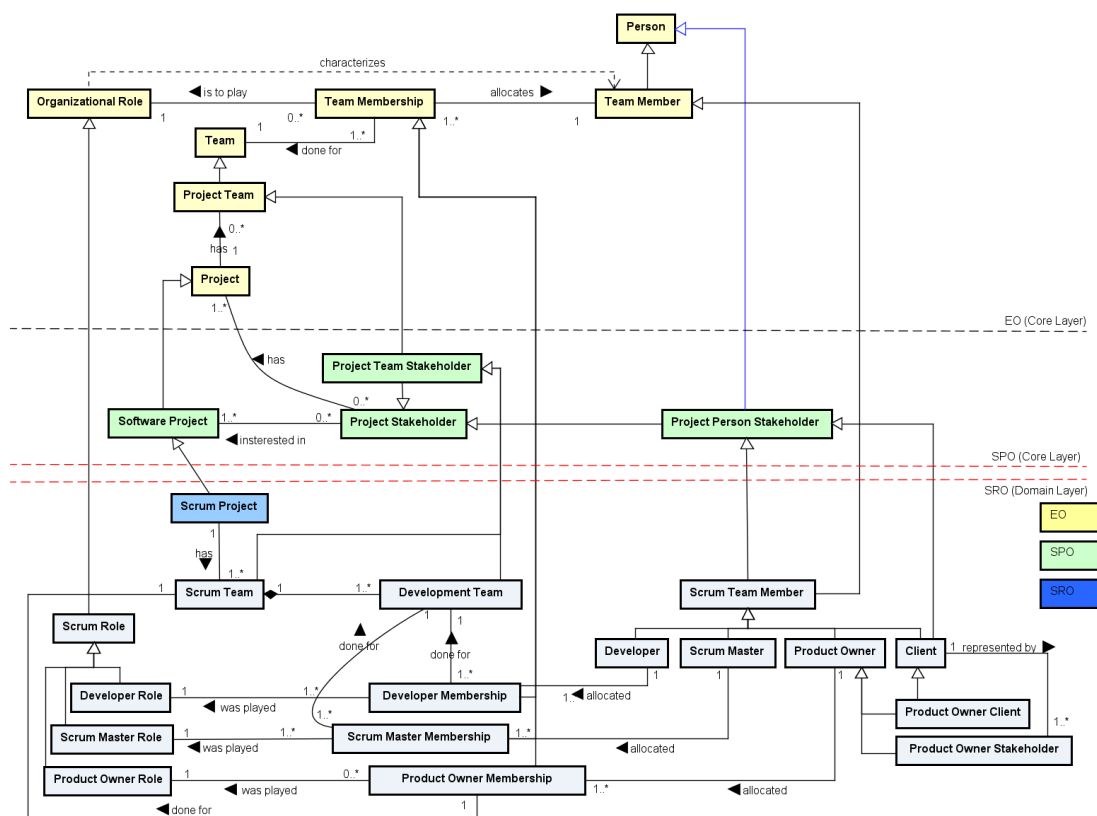 Person
characterizes
Organizational Role
is to play
Team Membership
allocates
Team Member
1
0..*
1..*
1
Team
1
1..*
done for
Project Team
0..*
has
1
Project
1..*
EO (Core Layer)
has
Project Team Stakeholder
0..*
Software Project
1..*
0..*
Project Stakeholder
Project Person Stakeholder
insterested in
SPO (Core Layer)
SRO (Domain Layer)
Scrum Project
EO
1
has
SPO
1..*
1
Scrum Team
1
1..*
Development Team
Scrum Team Member
SRO
Scrum Role
1
1
done for
done for
Developer
Scrum Master
Product Owner
Client
1
represented by
1..*
1
1
1
Developer Role
1
1..*
Developer Membership
1..
allocated
was played
Product Owner Client
1..*
1..*
Scrum Master Role
1
1..*
Scrum Master Membership
1..*
was played
allocated
Product Owner Stakeholder
Product Owner Role
1
0..*
Product Owner Membership
1..*
was played
allocated
done for
1